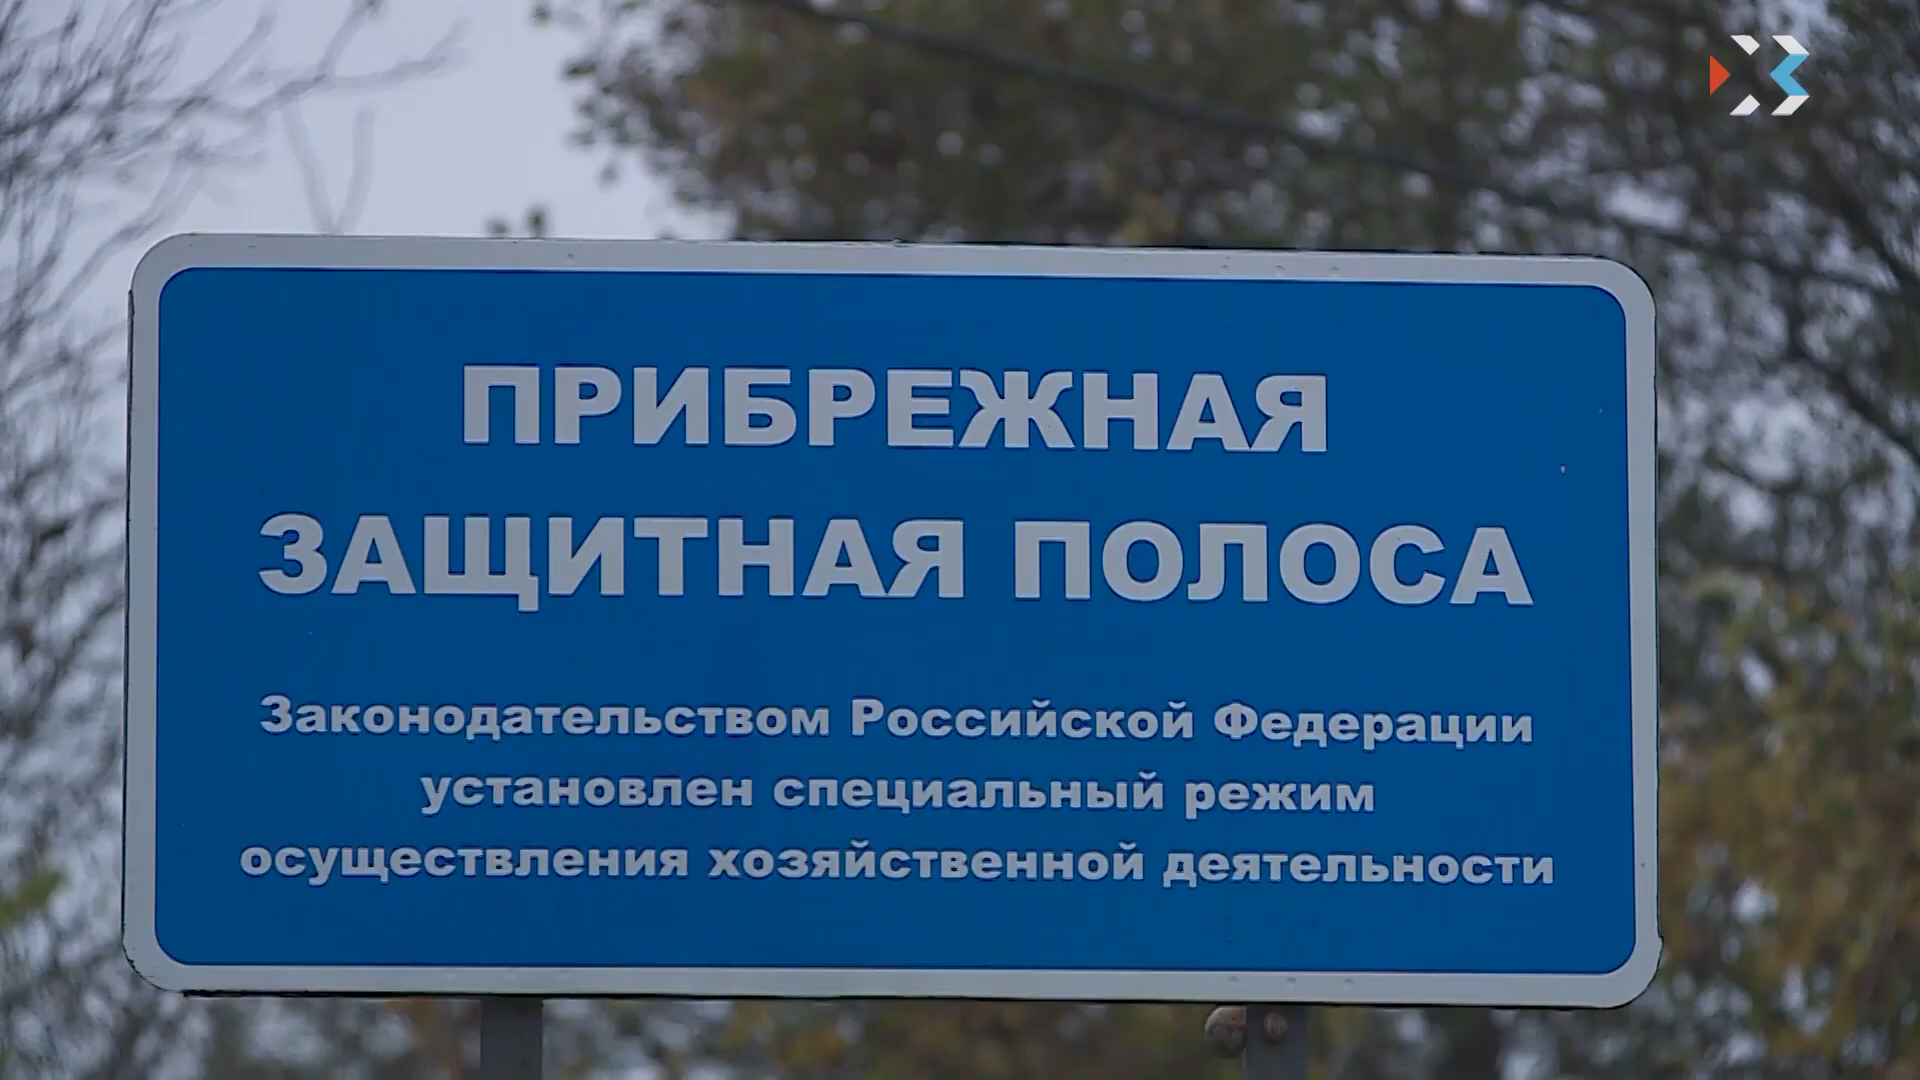 ПРИБРЕЖНАЯ
ЗАЩИТНАЯ ПОЛОСА
Законодательством Российской Федерации
установлен специальный режим
осуществления хозяйственной деятельности